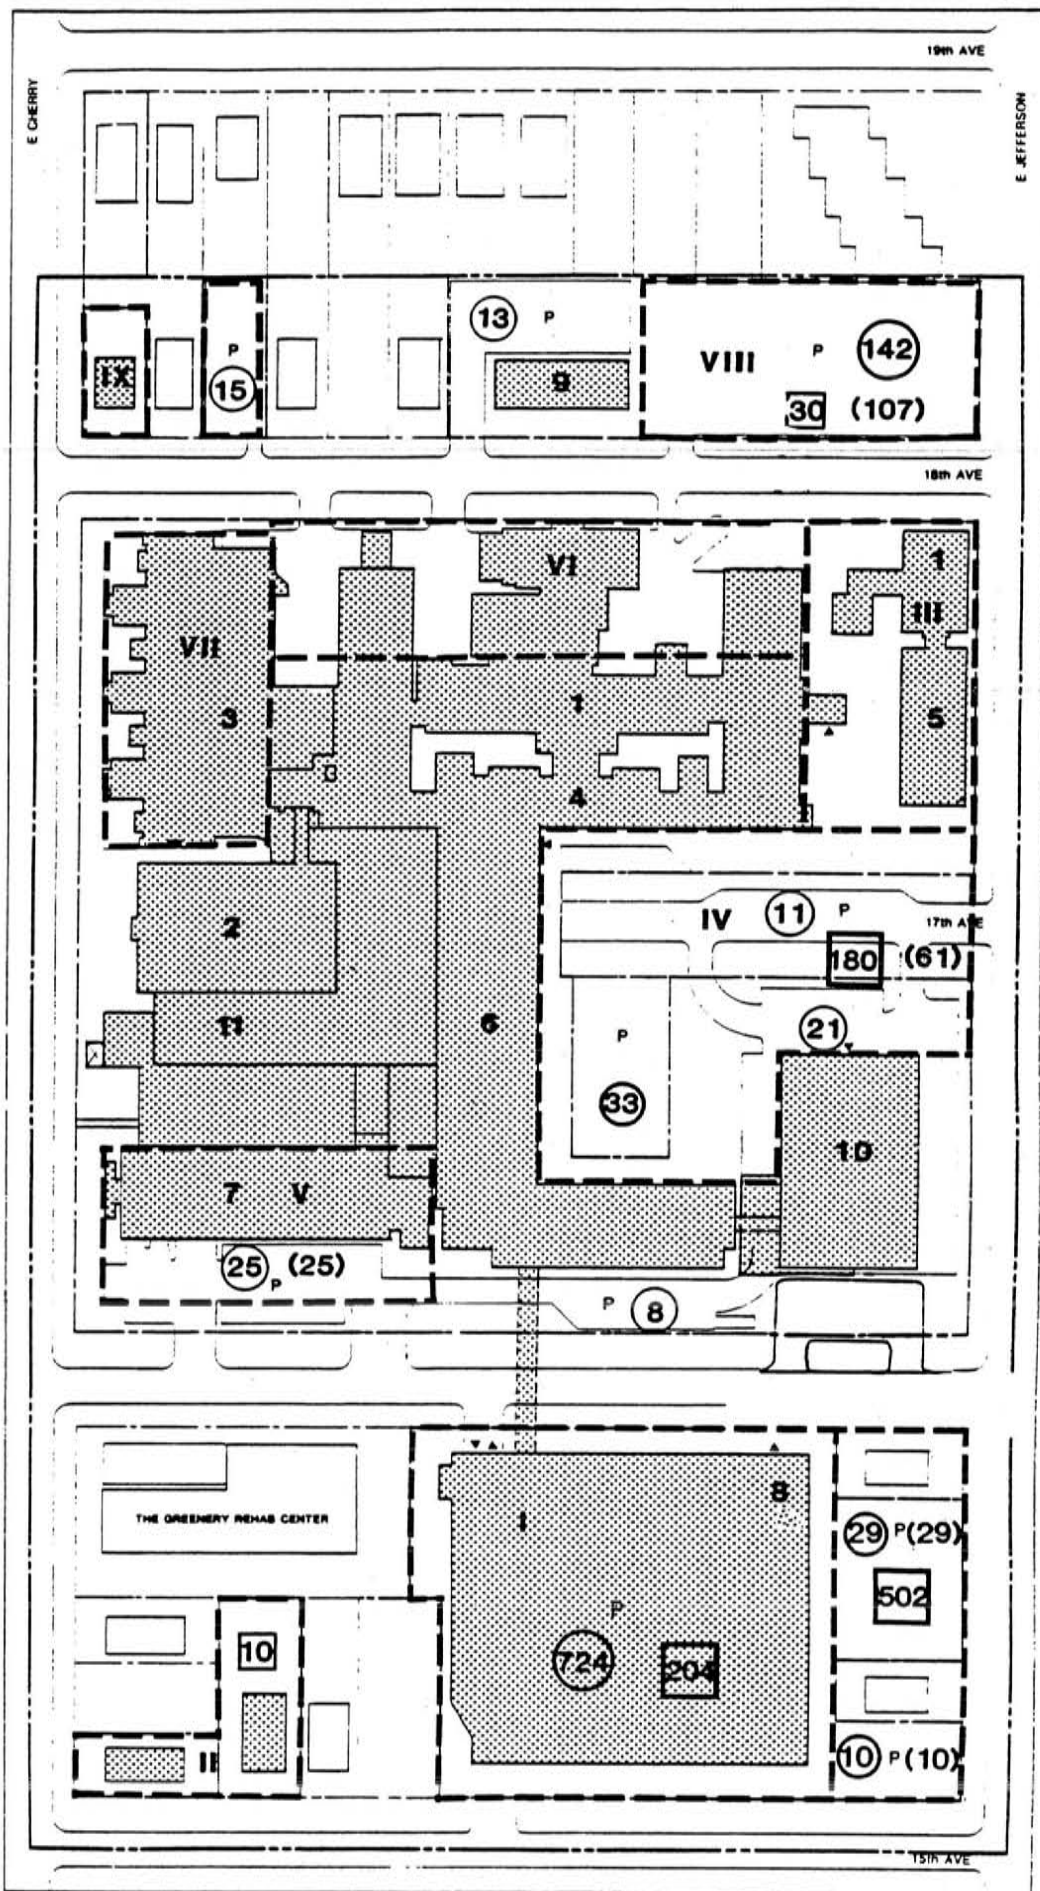 19th AVE
E CHERRY
E JEFFERSON
13 P
P
15
IX
9
VIII P 142
30 (107)
18th AVE
VI
1
III
VII
3
1
5
4
2
IV 11 P
17th AVE
180 (61)
11
6
P
21
33
10
7 V
25 P (25)
P 8
THE GREENERY REHAB CENTER
I
8
29 P (29)
502
P
10
724
204
II
10 P (10)
15th AVE